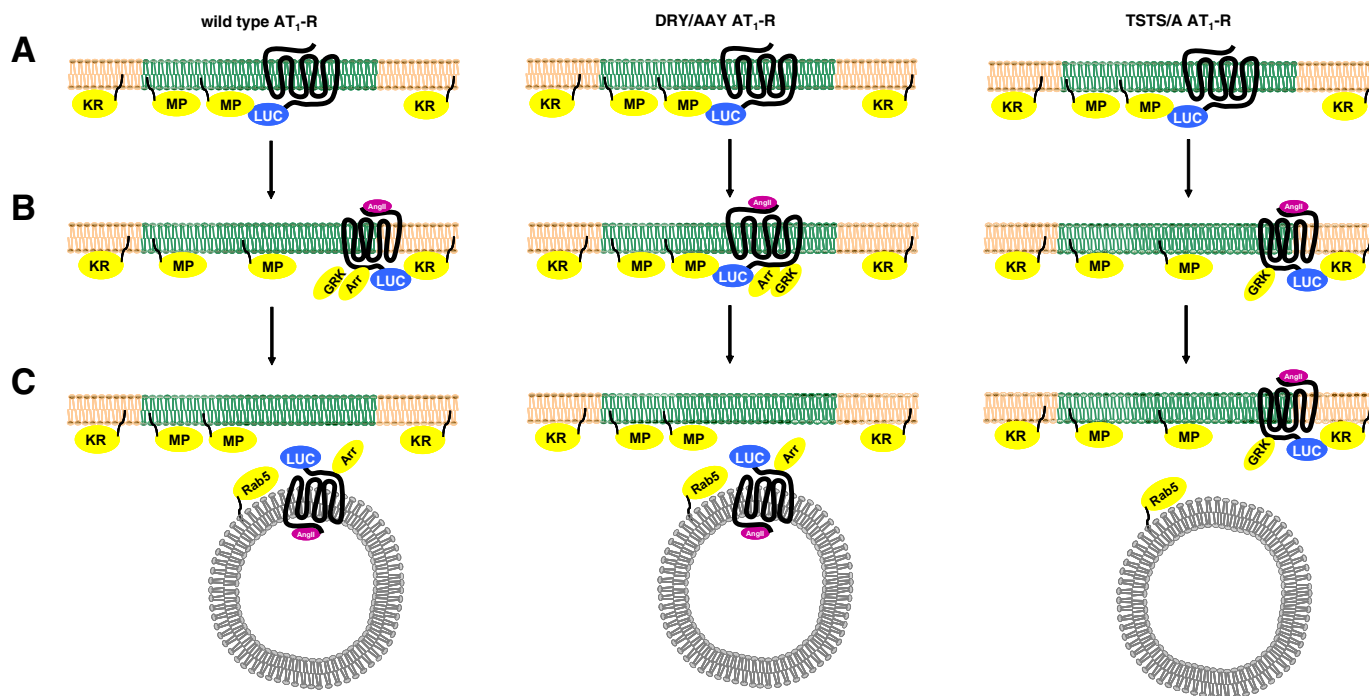 wild type AT1-R
DRY/AAY AT1-R
TSTS/A AT1-R
A
KR MP MP LUC KR
KR MP MP LUC KR
KR MP MP LUC KR
B
AngII
KR MP MP GRK Arr LUC KR
AngII
KR MP MP LUC Arr GRK KR
AngII
KR MP MP GRK LUC KR
C
KR MP MP KR
LUC Arr
Rab5
AngII
KR MP MP KR
LUC Arr
Rab5
AngII
AngII
KR MP MP GRK LUC KR
Rab5